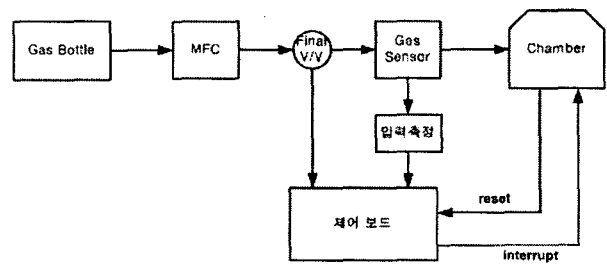 Gas Bottle
MFC
Final
V/V
Gas
Sensor
Chamber
입력측정
제어 보드
reset
interrupt